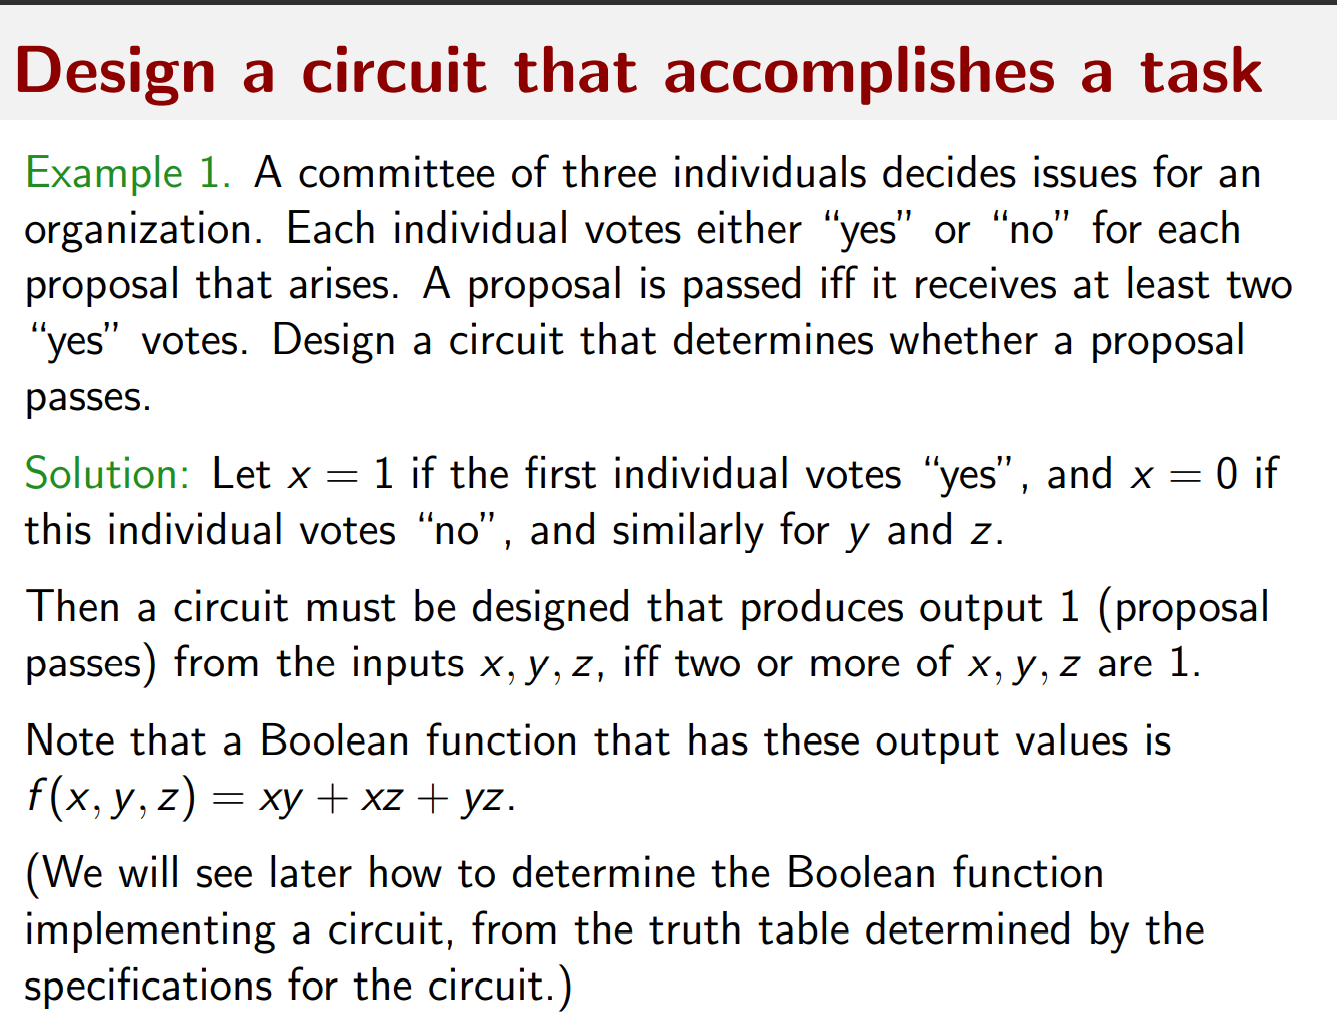 Design a circuit that accomplishes a task
Example 1. A committee of three individuals decides issues for an
organization. Each individual votes either “yes” or “no” for each
proposal that arises. A proposal is passed iff it receives at least two
“yes” votes. Design a circuit that determines whether a proposal
passes.
Solution: Let x = 1 if the first individual votes “yes”, and x = 0 if
this individual votes “no”, and similarly for y and z.
Then a circuit must be designed that produces output 1 (proposal
passes) from the inputs x, y, z, iff two or more of x, y, z are 1.
Note that a Boolean function that has these output values is
f(x, y, z) = xy + xz + yz.
(We will see later how to determine the Boolean function
implementing a circuit, from the truth table determined by the
specifications for the circuit.)